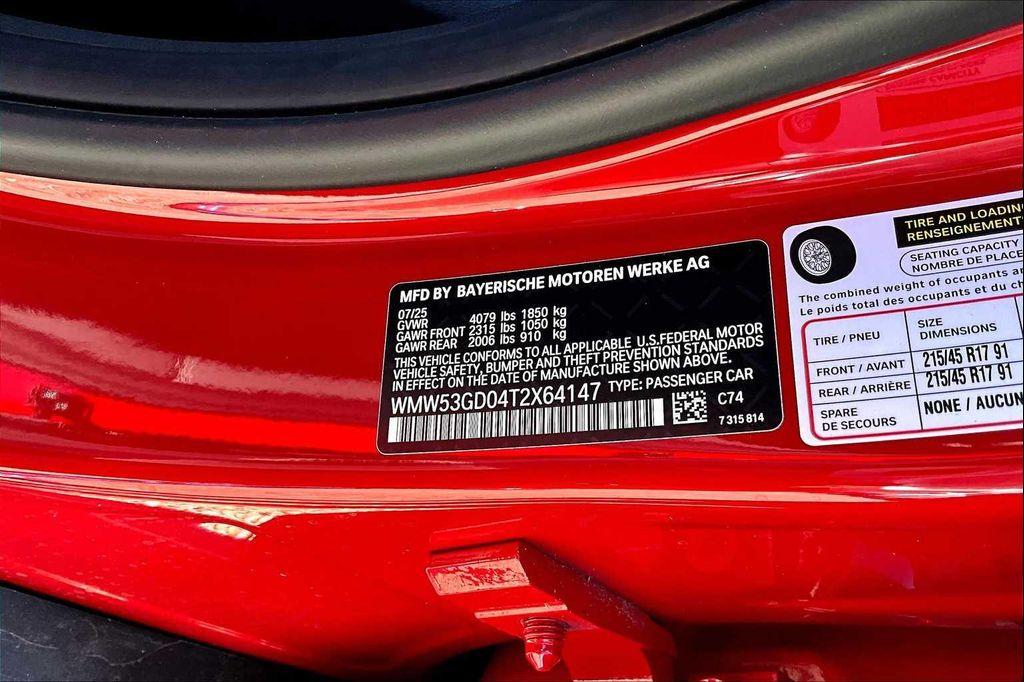 MFD BY BAYERISCHE MOTOREN WERKE AG
07/25
GVWR 4079 lbs 1850 kg
GAWR FRONT 2315 lbs 1050 kg
GAWR REAR 2006 lbs 910 kg
THIS VEHICLE CONFORMS TO ALL APPLICABLE U.S.FEDERAL MOTOR
VEHICLE SAFETY, BUMPER AND THEFT PREVENTION STANDARDS
IN EFFECT ON THE DATE OF MANUFACTURE SHOWN ABOVE.
WMW53GD04T2X64147 TYPE: PASSENGER CAR
C74
7 315 814
TIRE AND LOADIN
RENSEIGNEMENT
SEATING CAPACITY
NOMBRE DE PLACE
The combined weight of occupants a
Le poids total des occupants et du ch
TIRE / PNEU SIZE
DIMENSIONS
FRONT / AVANT 215/45 R17 91
REAR / ARRIÈRE 215/45 R17 91
SPARE
DE SECOURS NONE / AUCUN